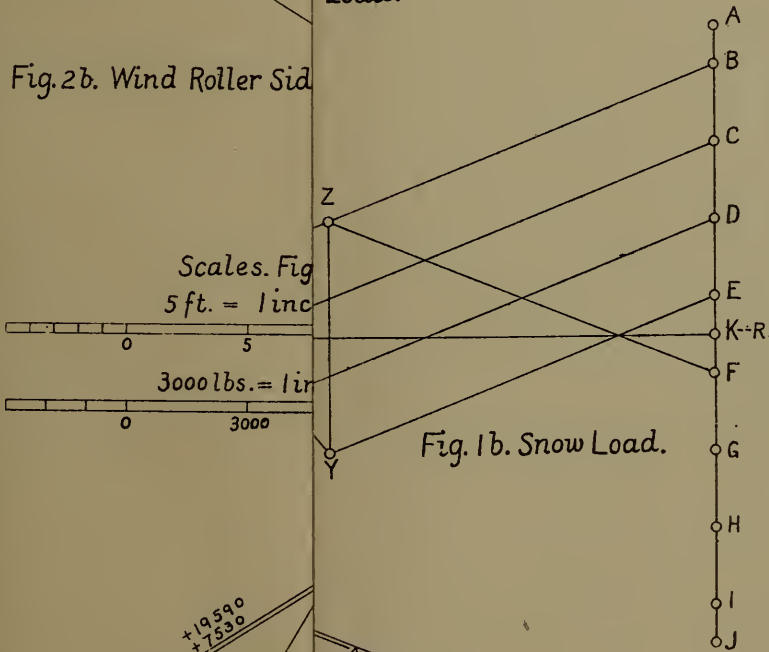 Fig. 2b. Wind Roller Sid
Scales. Fig
5 ft. = 1 inc
0 5
3000 lbs. = 1 in
0 3000
+19590
+7530
A
B
C
Z
D
E
K--R
F
Y
Fig. 1b. Snow Load.
G
H
I
J